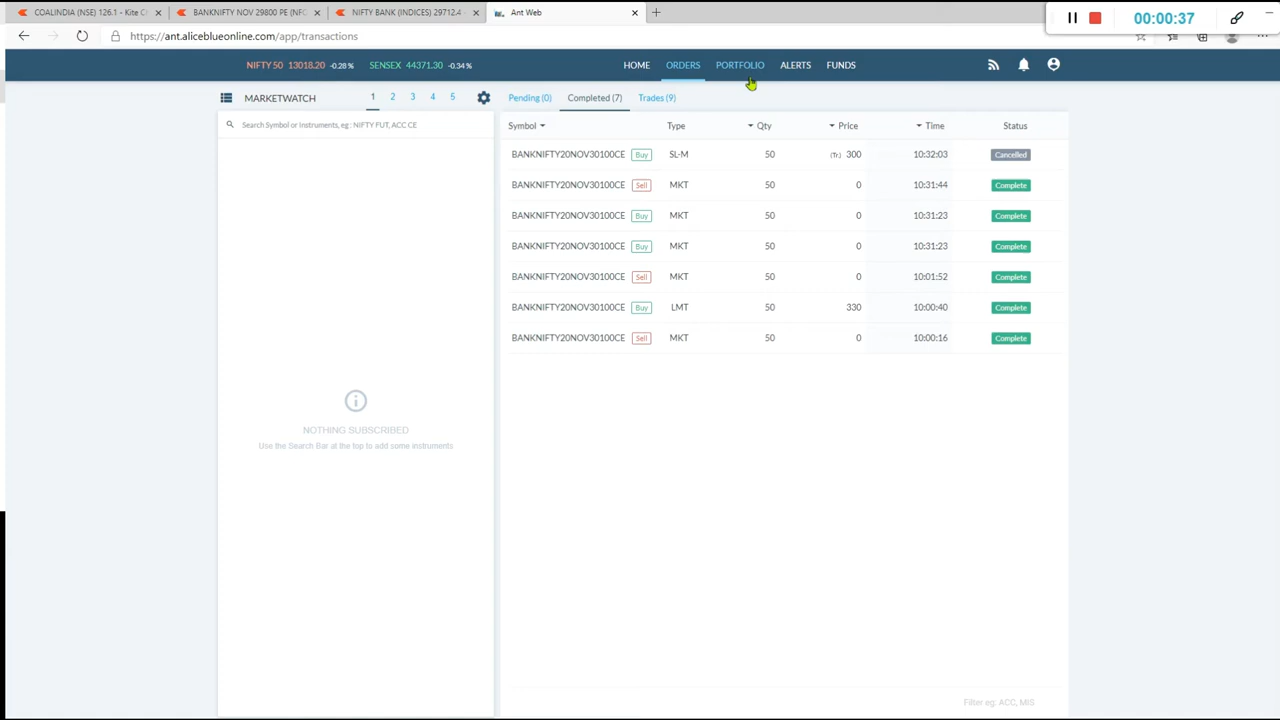 COALINDIA (NSE) 126.1 - Kite C
BANKNIFTY NOV 29800 PE (NFC
NIFTY BANK (INDICES) 29712.4
Ant Web
00:00:37
https://ant.aliceblueonline.com/app/transactions
NIFTY 50 13018.20 -0.28 % SENSEX 44371.30 -0.34 %
HOME ORDERS PORTFOLIO ALERTS FUNDS
MARKETWATCH 1 2 3 4 5
Search Symbol or Instruments, eg : NIFTY FUT, ACC CE
NOTHING SUBSCRIBED
Use the Search Bar at the top to add some instruments
Pending (0) Completed (7) Trades (9)
Symbol Type Qty Price Time Status
BANKNIFTY20NOV30100CE Buy SL-M 50 (Tr.) 300 10:32:03 Cancelled
BANKNIFTY20NOV30100CE Sell MKT 50 0 10:31:44 Complete
BANKNIFTY20NOV30100CE Buy MKT 50 0 10:31:23 Complete
BANKNIFTY20NOV30100CE Buy MKT 50 0 10:31:23 Complete
BANKNIFTY20NOV30100CE Sell MKT 50 0 10:01:52 Complete
BANKNIFTY20NOV30100CE Buy LMT 50 330 10:00:40 Complete
BANKNIFTY20NOV30100CE Sell MKT 50 0 10:00:16 Complete
Filter eg: ACC, MIS